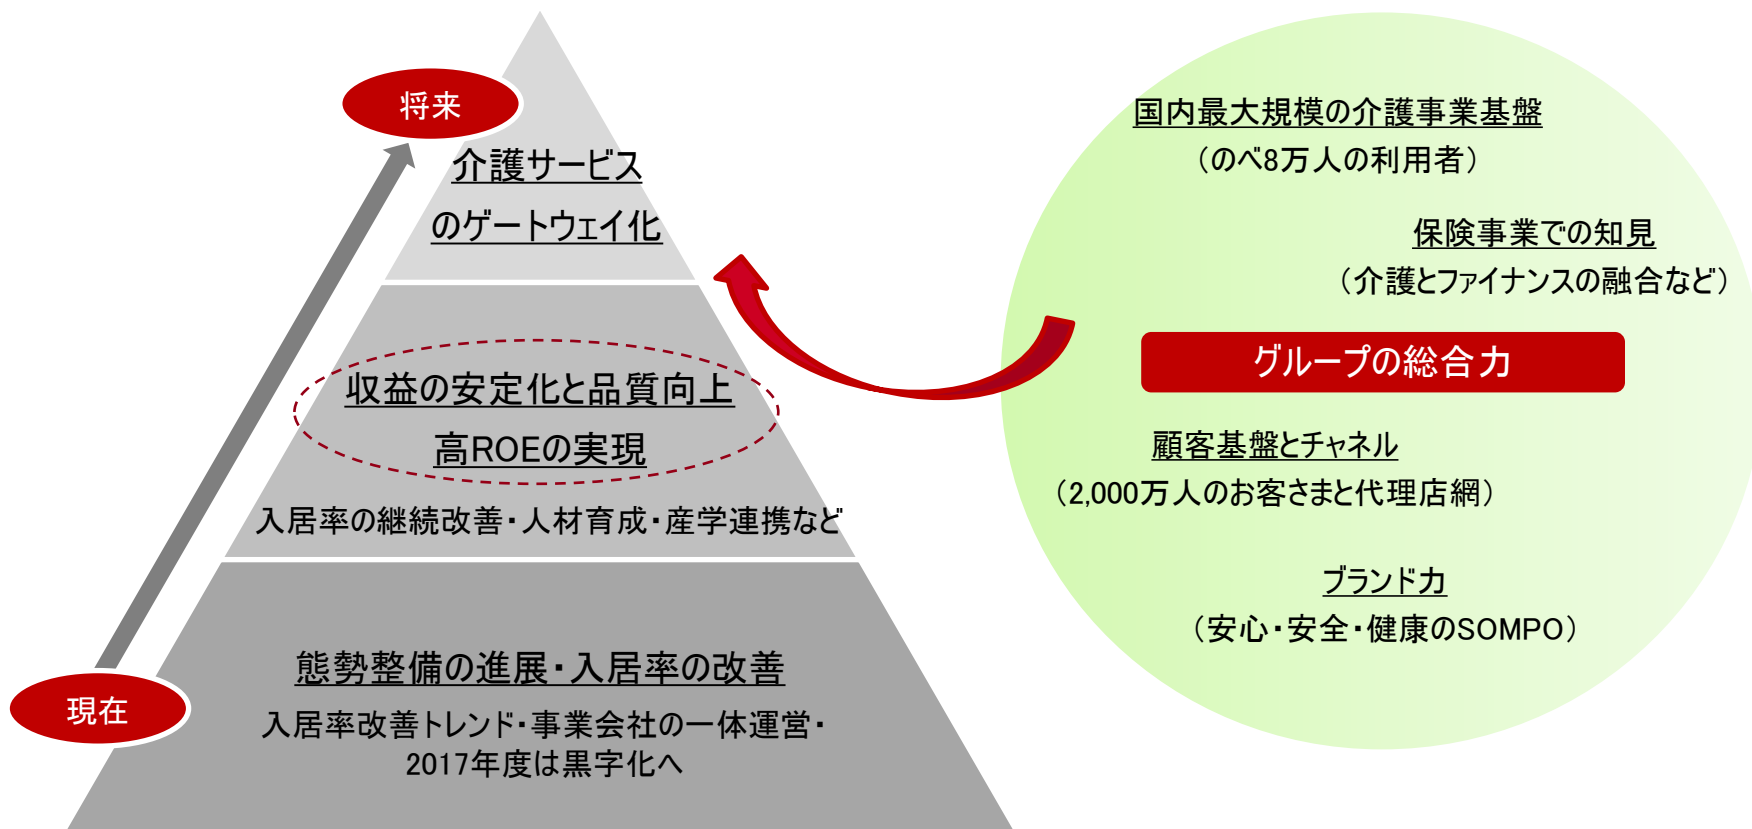 将来
介護サービス
のゲートウェイ化
収益の安定化と品質向上
高ROEの実現
入居率の継続改善・人材育成・産学連携など
現在
態勢整備の進展・入居率の改善
入居率改善トレンド・事業会社の一体運営・
2017年度は黒字化へ
国内最大規模の介護事業基盤
（のべ8万人の利用者）
保険事業での知見
（介護とファイナンスの融合など）
グループの総合力
顧客基盤とチャネル
（2,000万人のお客さまと代理店網）
ブランド力
（安心・安全・健康のSOMPO）